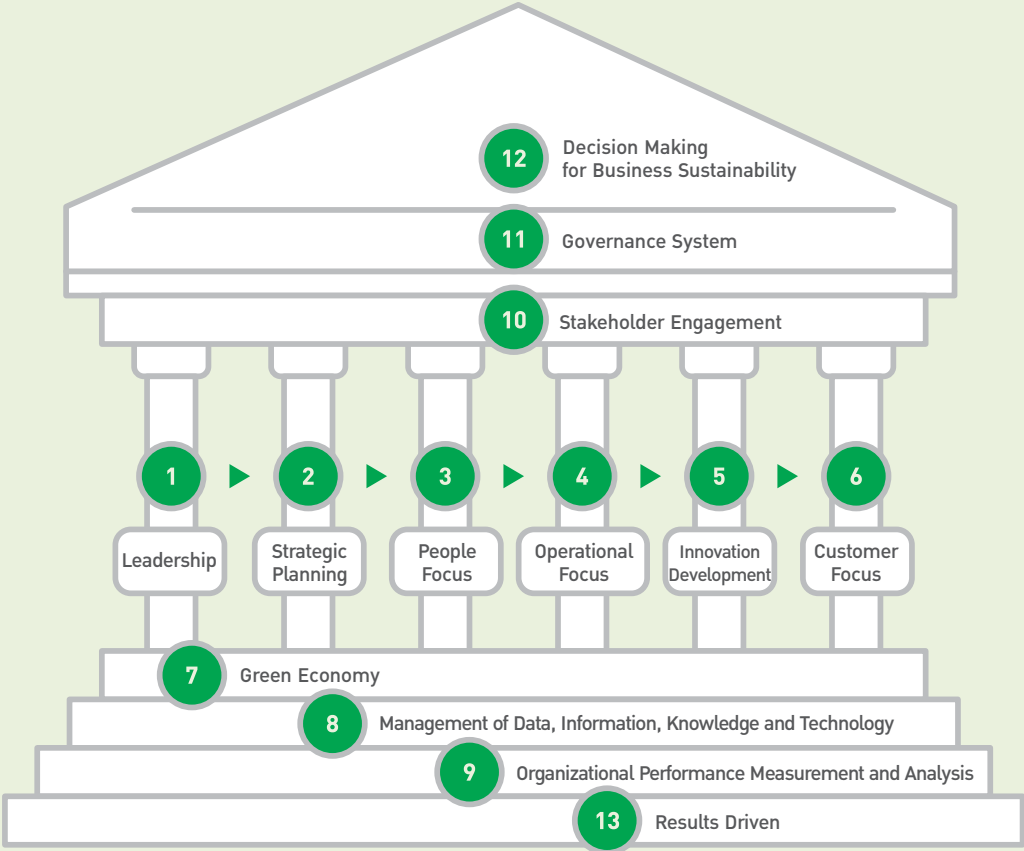 12
Decision Making
for Business Sustainability
11
Governance System
10
Stakeholder Engagement
1
2
3
4
5
6
Leadership
Strategic
Planning
People
Focus
Operational
Focus
Innovation
Development
Customer
Focus
7
Green Economy
8
Management of Data, Information, Knowledge and Technology
9
Organizational Performance Measurement and Analysis
13
Results Driven